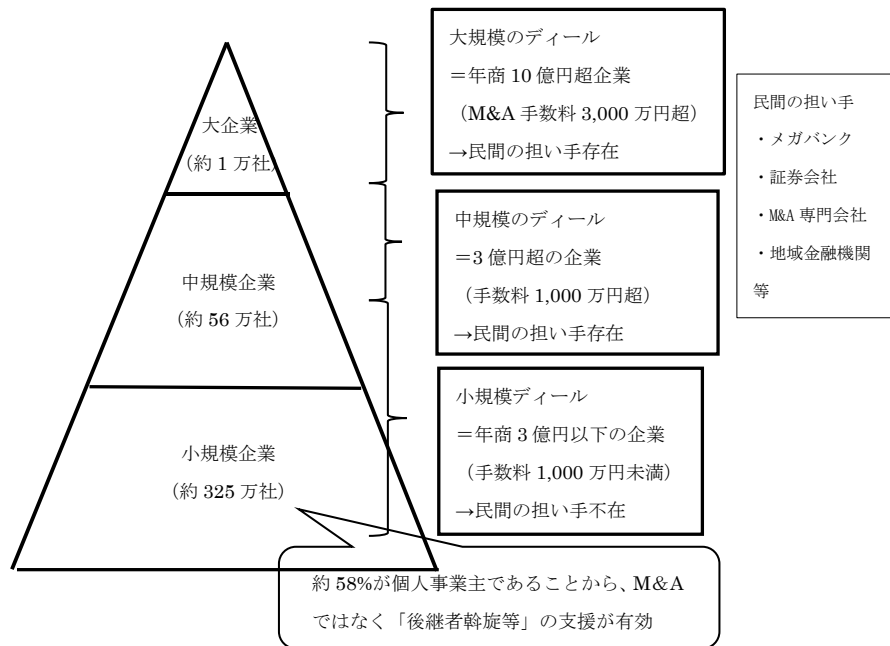 大企業
(約 1 万社)
中規模企業
(約 56 万社)
小規模企業
(約 325 万社)
大規模のディール
＝年商 10 億円超企業
(M&A 手数料 3,000 万円超)
→民間の担い手存在
中規模のディール
＝3 億円超の企業
(手数料 1,000 万円超)
→民間の担い手存在
小規模ディール
＝年商 3 億円以下の企業
(手数料 1,000 万円未満)
→民間の担い手不在
民間の担い手
・メガバンク
・証券会社
・M&A 専門会社
・地域金融機関
等
約 58%が個人事業主であることから、M&A
ではなく「後継者斡旋等」の支援が有効